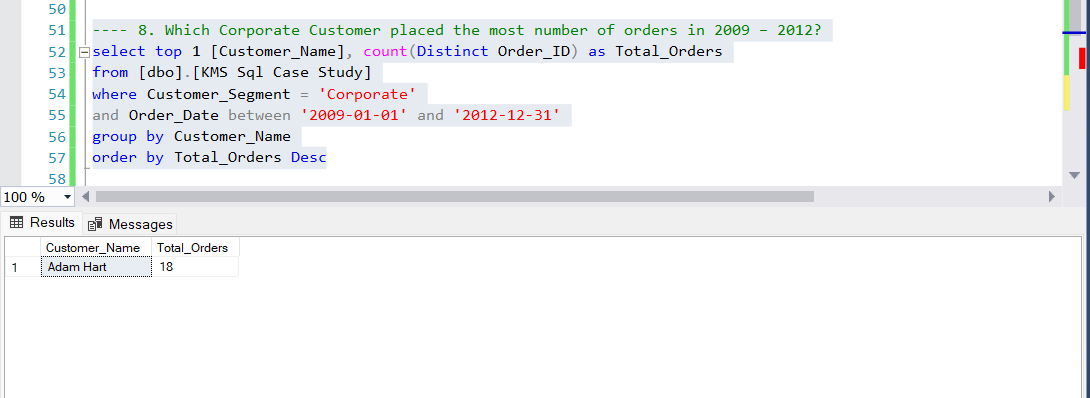 50
51 ---- 8. Which Corporate Customer placed the most number of orders in 2009 – 2012?
52 select top 1 [Customer_Name], count(Distinct Order_ID) as Total_Orders
53 from [dbo].[KMS Sql Case Study]
54 where Customer_Segment = 'Corporate'
55 and Order_Date between '2009-01-01' and '2012-12-31'
56 group by Customer_Name
57 order by Total_Orders Desc
58
100 %
Results Messages
Customer_Name Total_Orders
1 Adam Hart 18